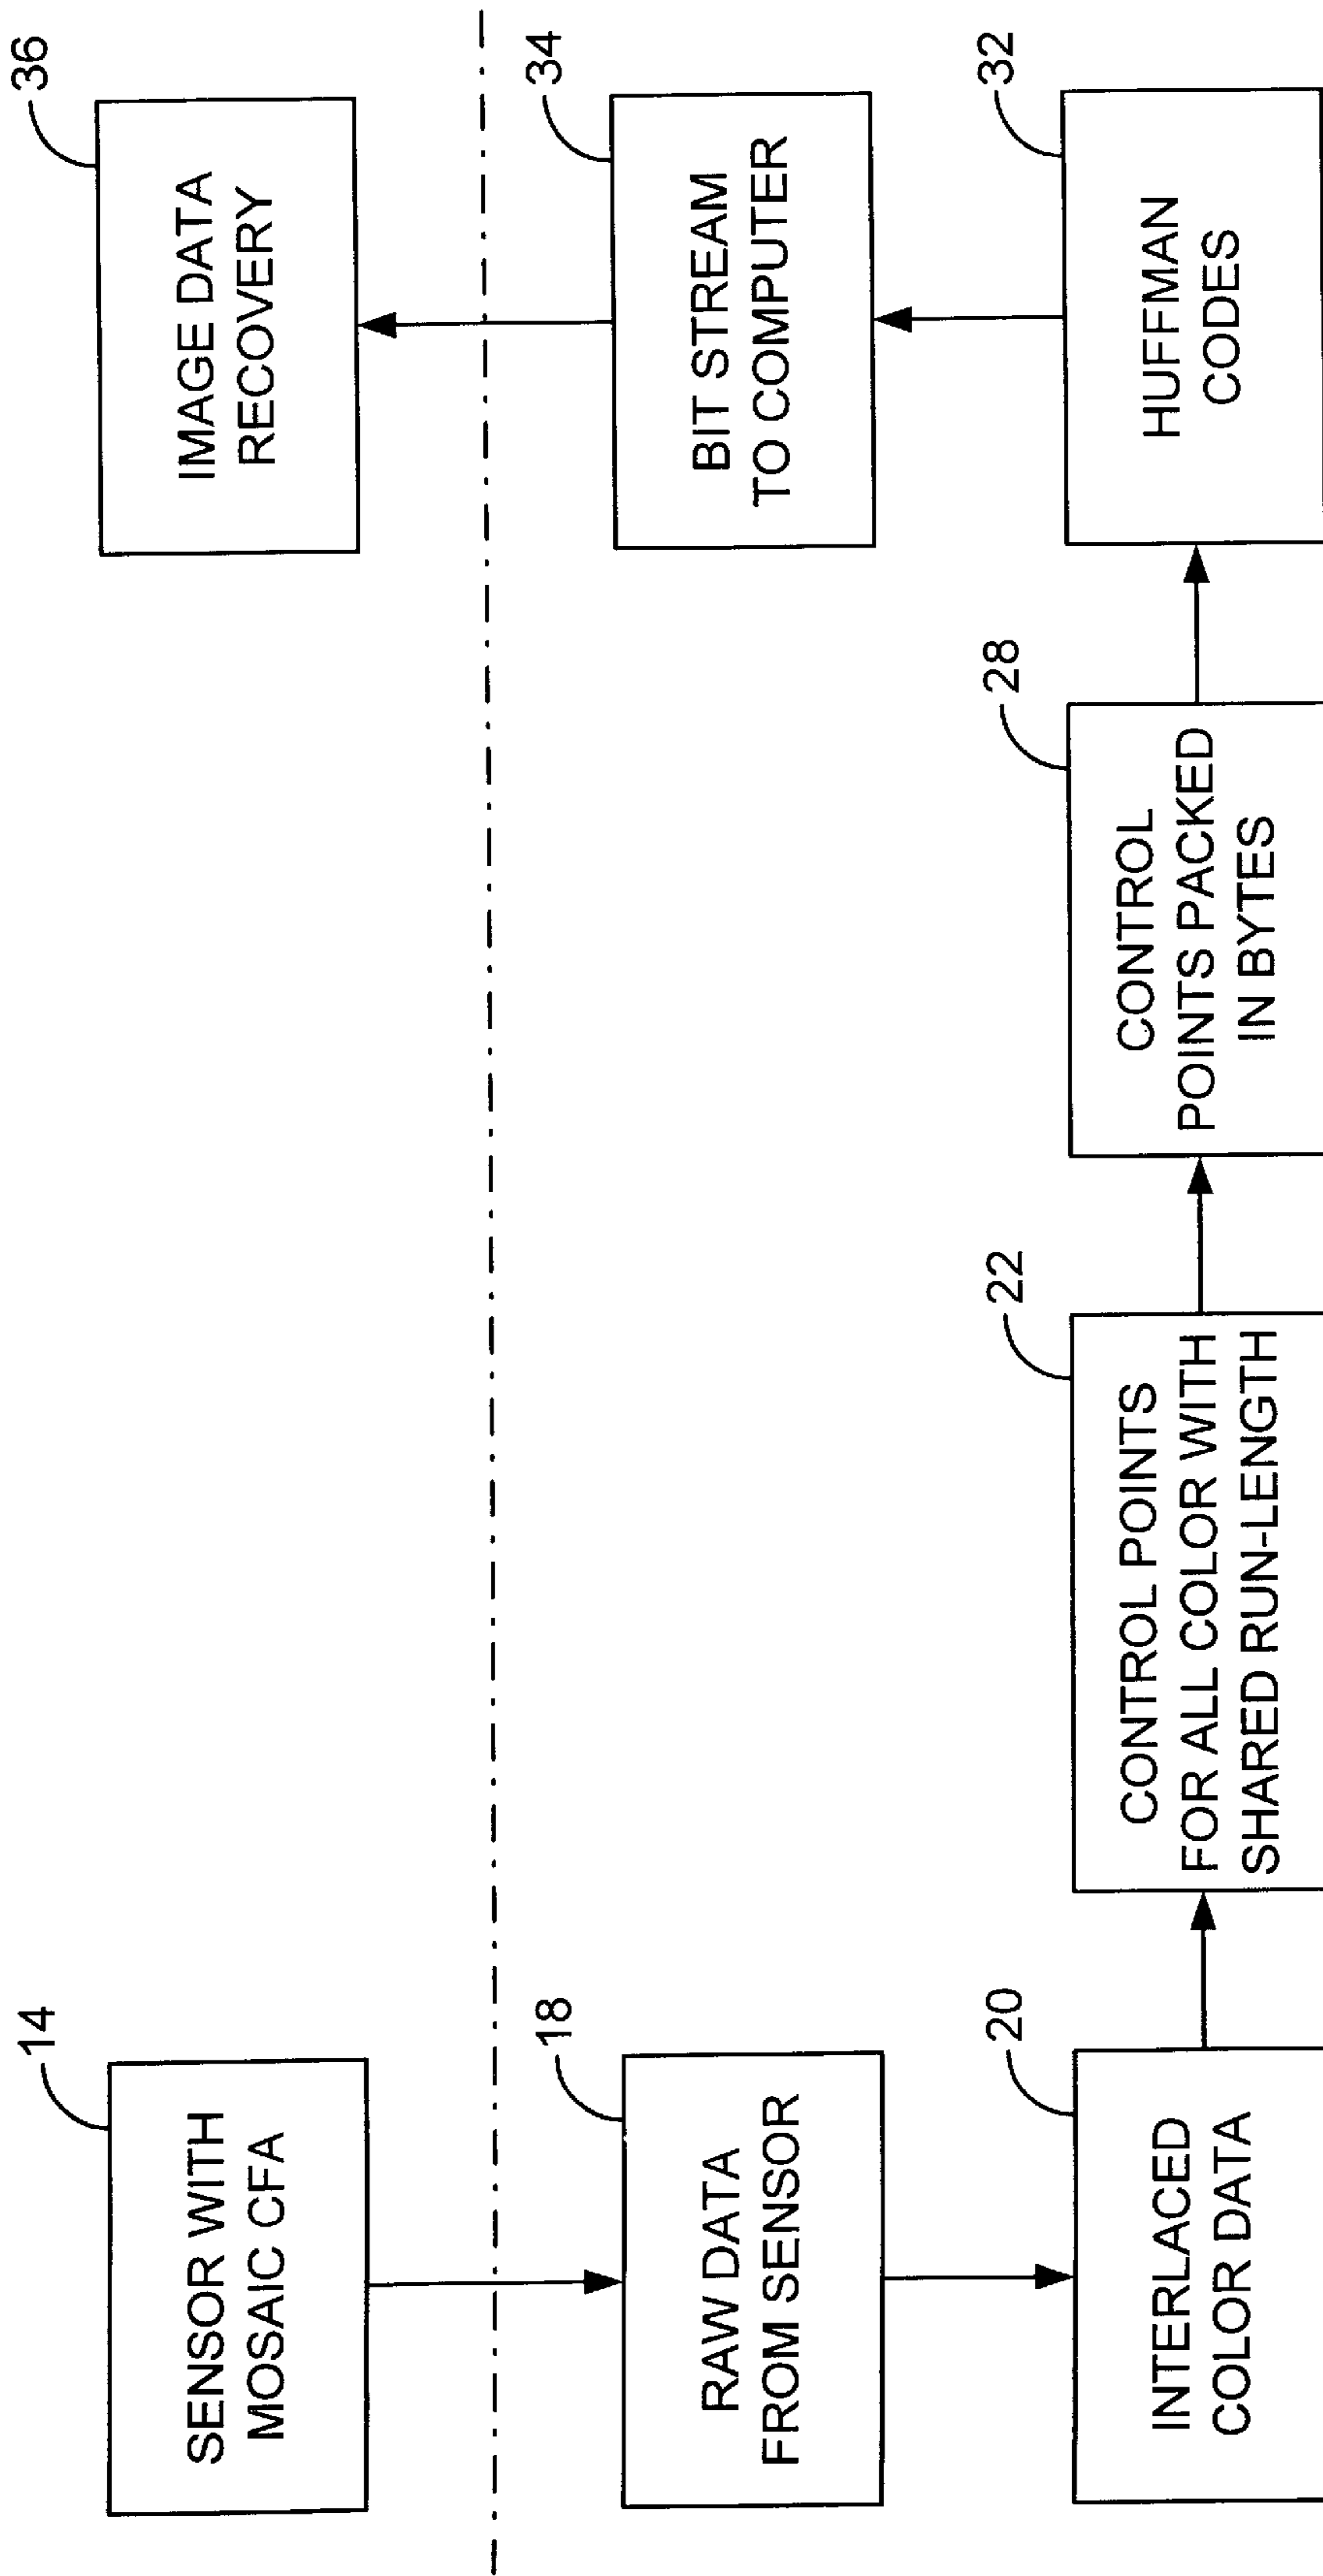 14
SENSOR WITH
MOSAIC CFA
18
RAW DATA
FROM SENSOR
20
INTERLACED
COLOR DATA
22
CONTROL POINTS
FOR ALL COLOR WITH
SHARED RUN-LENGTH
28
CONTROL
POINTS PACKED
IN BYTES
32
HUFFMAN
CODES
34
BIT STREAM
TO COMPUTER
36
IMAGE DATA
RECOVERY